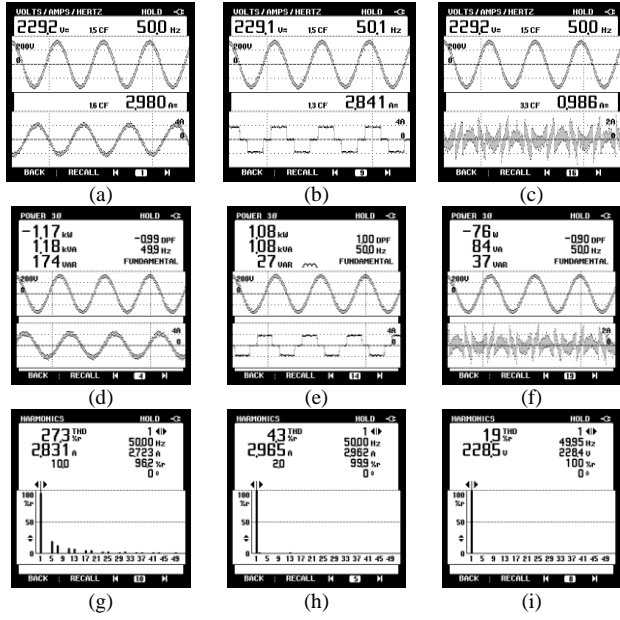 VOLTS/AMPS/HERTZ HOLD
229.2 V= 1.5 CF 50.0 Hz
200V
0
1.6 CF 2.980 A=
4A
0
BACK RECALL 1
(a)
VOLTS/AMPS/HERTZ HOLD
229.1 V= 1.5 CF 50.1 Hz
200V
0
1.3 CF 2.841 A=
4A
0
BACK RECALL 9
(b)
VOLTS/AMPS/HERTZ HOLD
229.2 V= 1.5 CF 50.0 Hz
200V
0
3.3 CF 0.986 A=
2A
0
BACK RECALL 16
(c)
POWER 3Ø HOLD
-1.17 kW
1.18 kVA -0.99 DPF
174 VAR 49.9 Hz
FUNDAMENTAL
200V
0
4A
0
BACK RECALL 4
(d)
POWER 3Ø HOLD
1.08 kW
1.08 kVA 1.00 DPF
27 VAR 50.0 Hz
FUNDAMENTAL
200V
0
4A
0
BACK RECALL 14
(e)
POWER 3Ø HOLD
-76 W
84 VA -0.90 DPF
37 VAR 50.0 Hz
FUNDAMENTAL
200V
0
2A
0
BACK RECALL 19
(f)
HARMONICS HOLD
27.3 THD %r 1
2.831 A 50.00 Hz
10.0 2.723 A
96.2 %r
0 °
100
%r
50
0
1 5 9 13 17 21 25 29 33 37 41 45 49
BACK RECALL 10
(g)
HARMONICS HOLD
4.3 THD %r 1
2.965 A 50.00 Hz
2.0 2.962 A
99.9 %r
0 °
100
%r
50
0
1 5 9 13 17 21 25 29 33 37 41 45 49
BACK RECALL 5
(h)
HARMONICS HOLD
1.9 THD %r 1
228.5 V 49.95 Hz
228.4 V
100 %r
0 °
100
%r
50
0
1 5 9 13 17 21 25 29 33 37 41 45 49
BACK RECALL 8
(i)